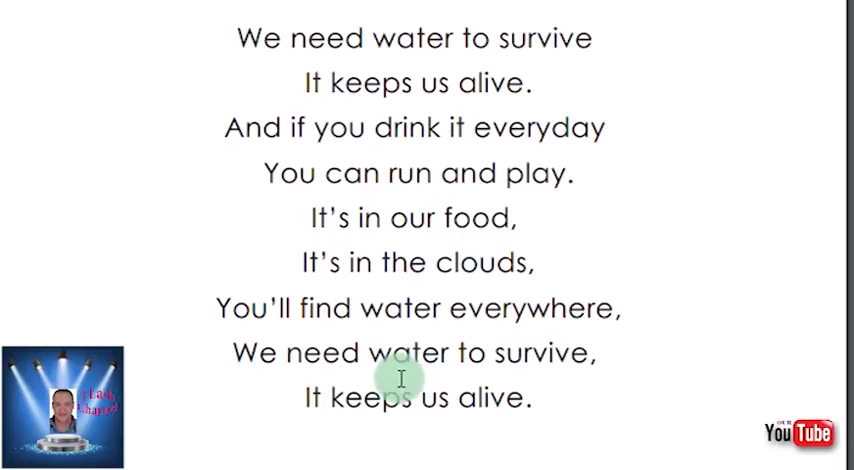 We need water to survive
It keeps us alive.
And if you drink it everyday
You can run and play.
It's in our food,
It's in the clouds,
You'll find water everywhere,
We need water to survive,
It keeps us alive.
Channel
OUR
YouTube